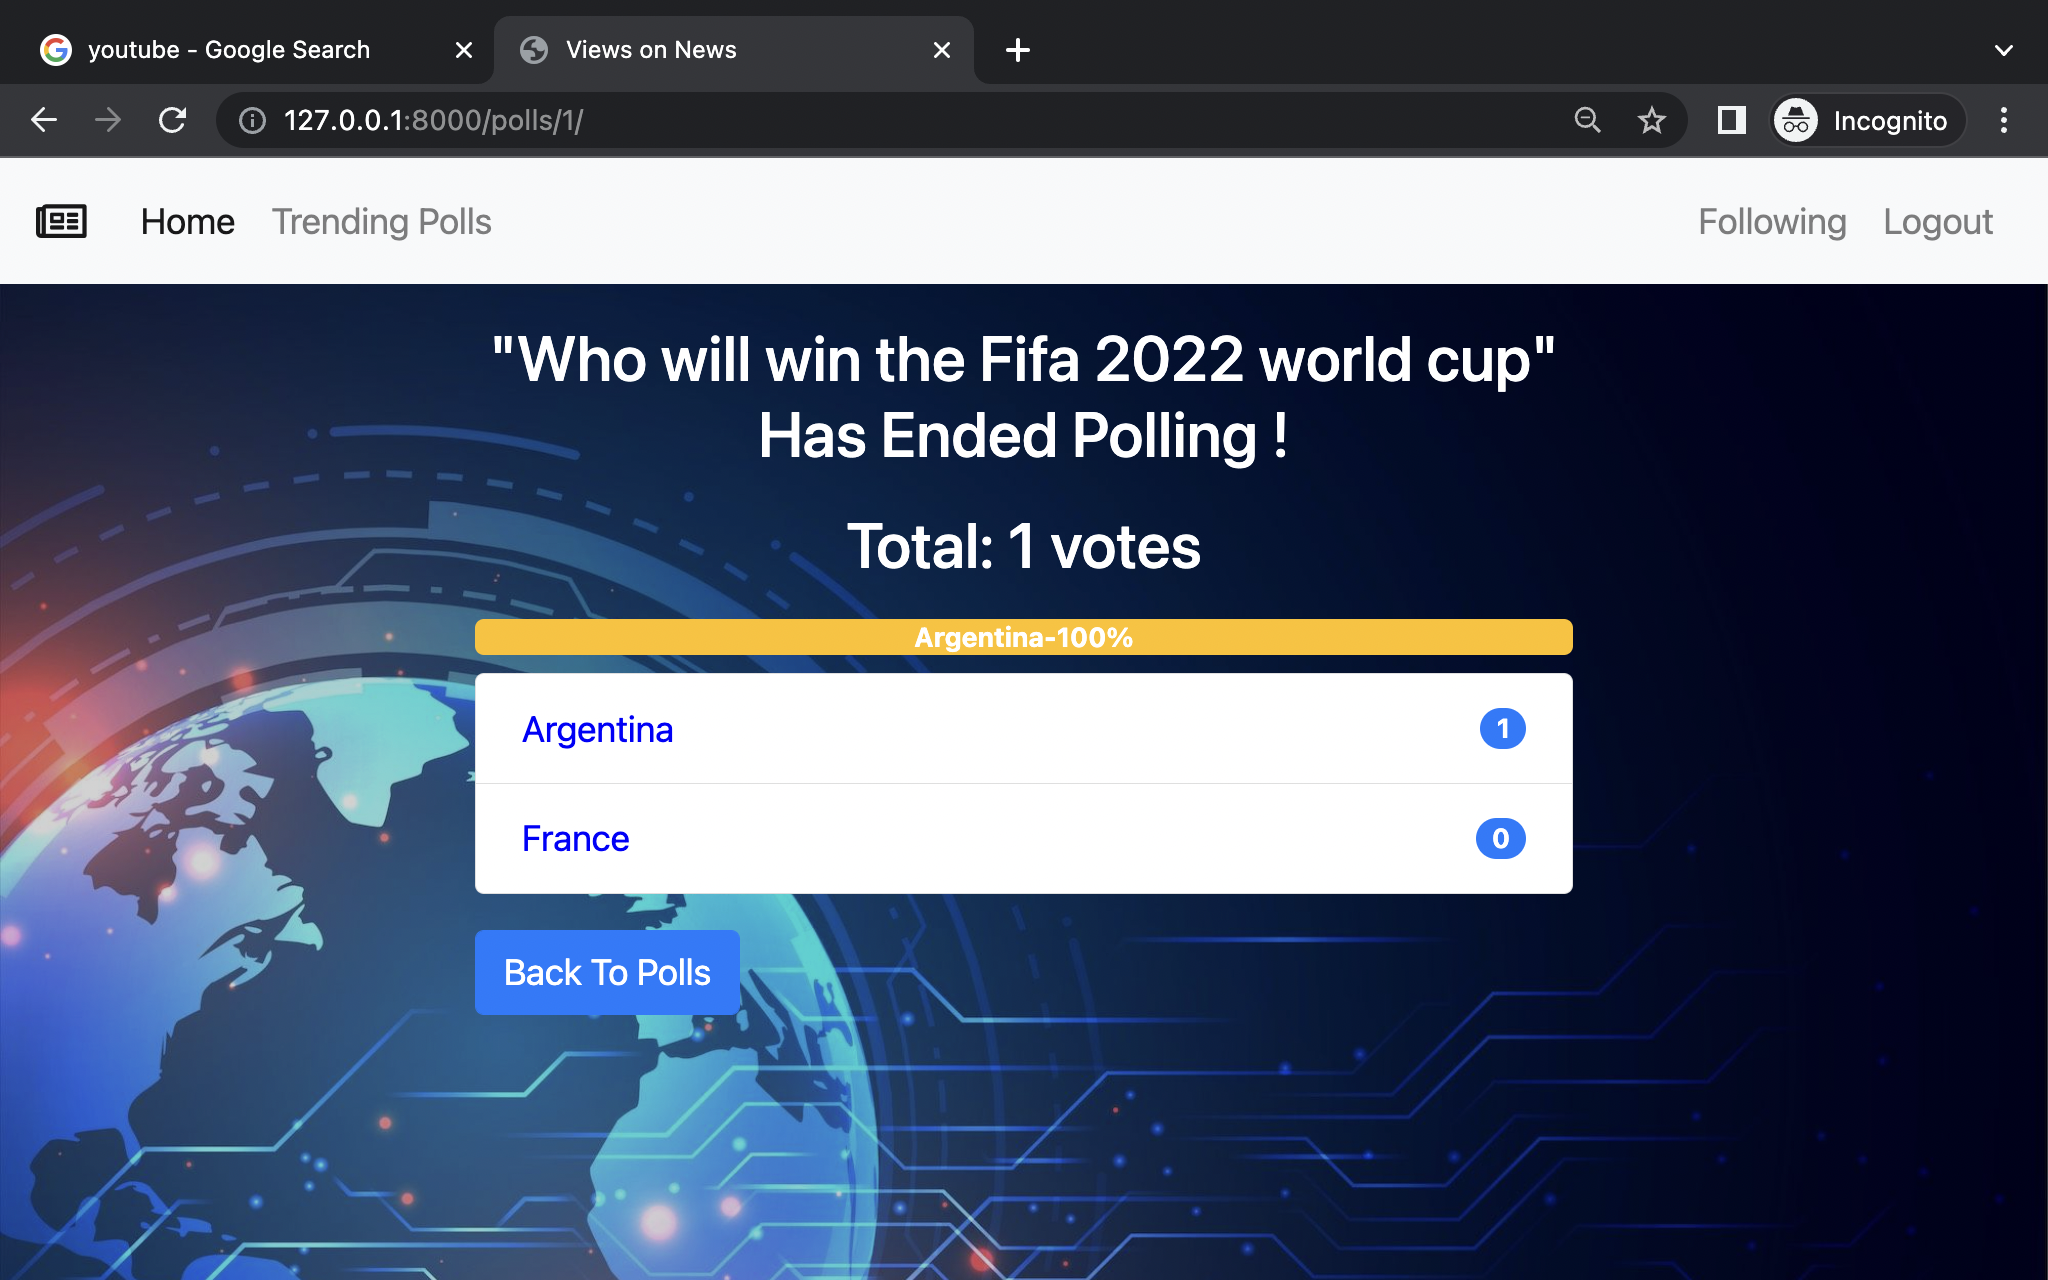 youtube - Google Search
Views on News
127.0.0.1:8000/polls/1/
Incognito
Home Trending Polls Following Logout
"Who will win the Fifa 2022 world cup"
Has Ended Polling !
Total: 1 votes
Argentina-100%
Argentina 1
France 0
Back To Polls